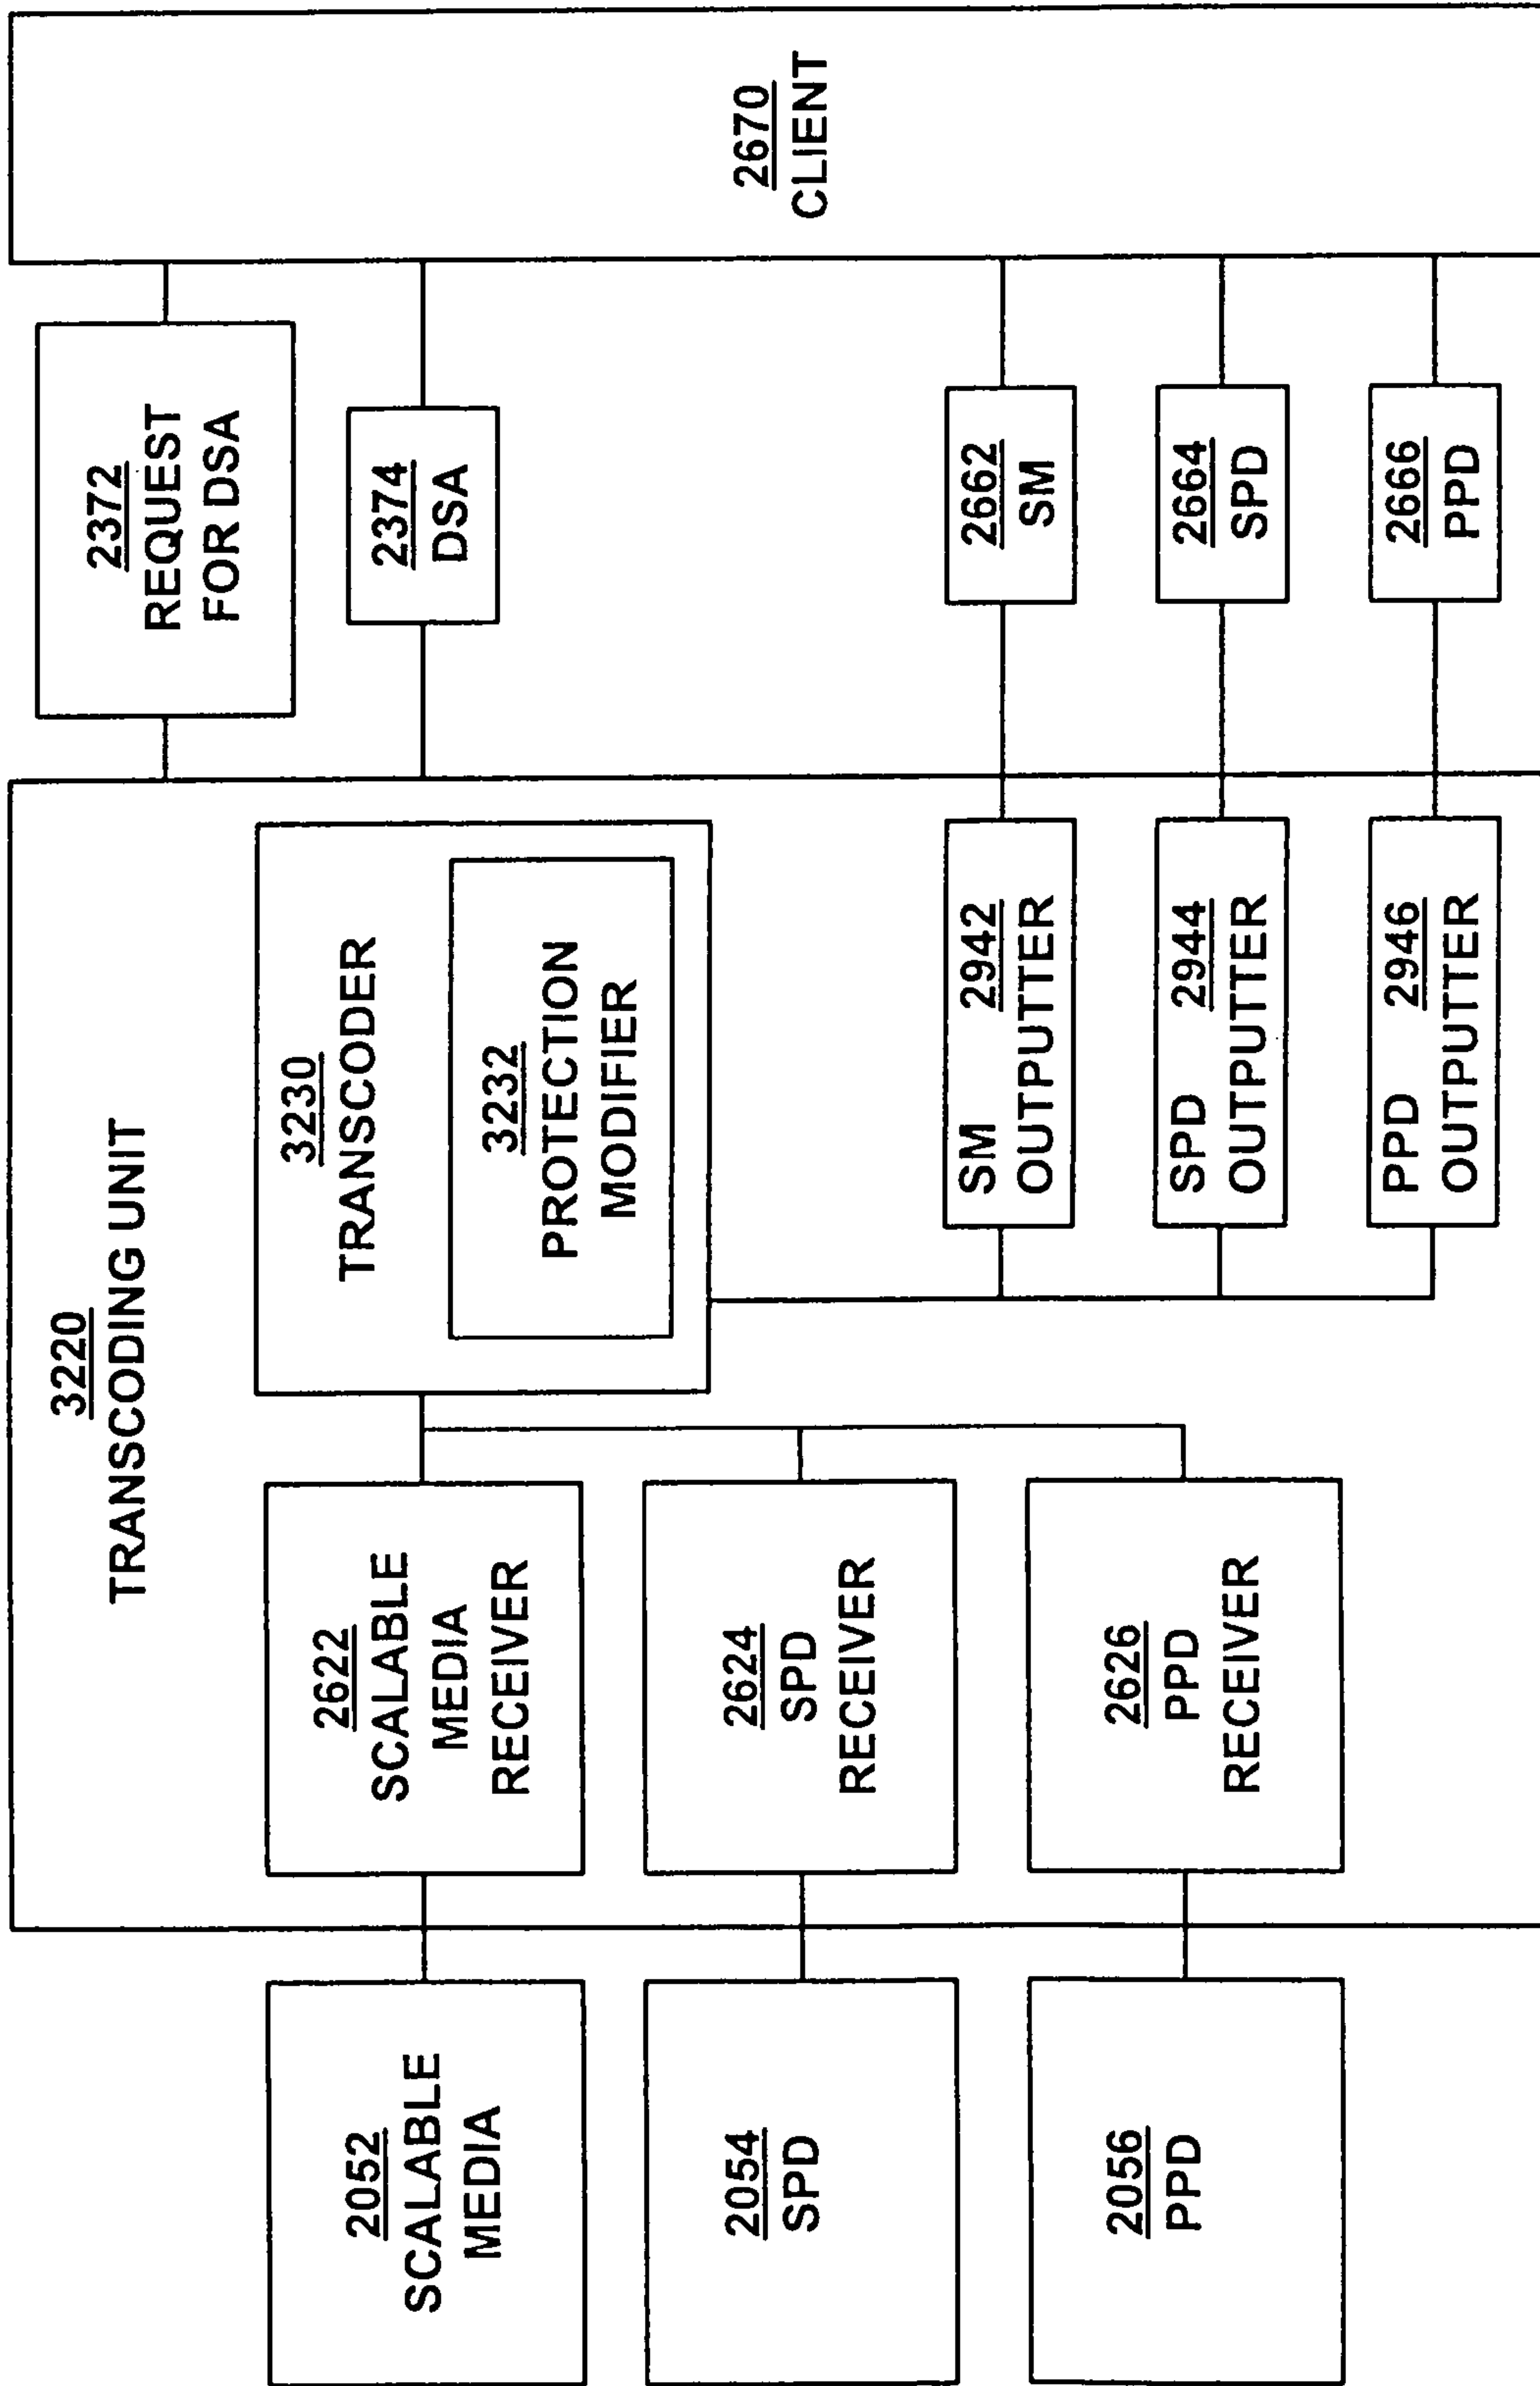 3220
TRANSCODING UNIT
2052
SCALABLE
MEDIA
2054
SPD
2056
PPD
2622
SCALABLE
MEDIA
RECEIVER
2624
SPD
RECEIVER
2626
PPD
RECEIVER
3230
TRANSCODER
3232
PROTECTION
MODIFIER
SM 2942
OUTPUTTER
SPD 2944
OUTPUTTER
PPD 2946
OUTPUTTER
2372
REQUEST
FOR DSA
2374
DSA
2662
SM
2664
SPD
2666
PPD
2670
CLIENT